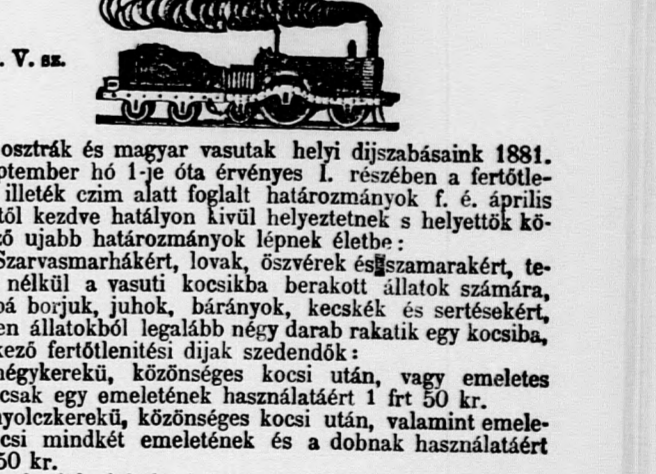 . V. sz.
osztrák és magyar vasutak helyi dijszabásaink 1881.
ptember hó 1-je óta érvényes I. részében a fertőtle-
illeték czim alatt foglalt határozmányok f. é. április
től kezdve hatályon kivül helyeztetnek s helyettök kö-
ző ujabb határozmányok lépnek életbe:
Szarvasmarhákért, lovak, öszvérek és szamarakért, te-
nélkül a vasuti kocsikba berakott állatok számára,
bá borjuk, juhok, bárányok, kecskék és sertésekért,
en állatokból legalább négy darab rakatik egy kocsiba,
kező fertőtlenitési dijak szedendők:
négykerekü, közönséges kocsi után, vagy emeletes
csak egy emeletének használatáért 1 frt 50 kr.
nyolczkerekü, közönséges kocsi után, valamint emele-
csi mindkét emeletének és a dobnak használatáért
50 kr.